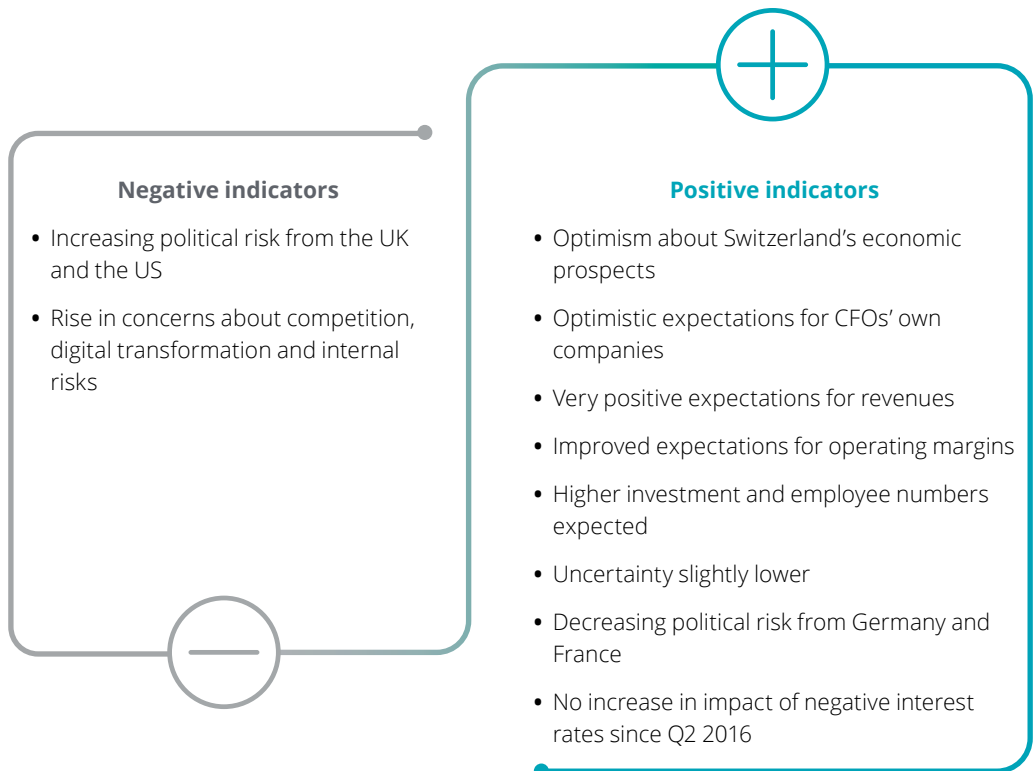 Negative indicators
• Increasing political risk from the UK
and the US
• Rise in concerns about competition,
digital transformation and internal
risks
Positive indicators
• Optimism about Switzerland’s economic
prospects
• Optimistic expectations for CFOs’ own
companies
• Very positive expectations for revenues
• Improved expectations for operating margins
• Higher investment and employee numbers
expected
• Uncertainty slightly lower
• Decreasing political risk from Germany and
France
• No increase in impact of negative interest
rates since Q2 2016